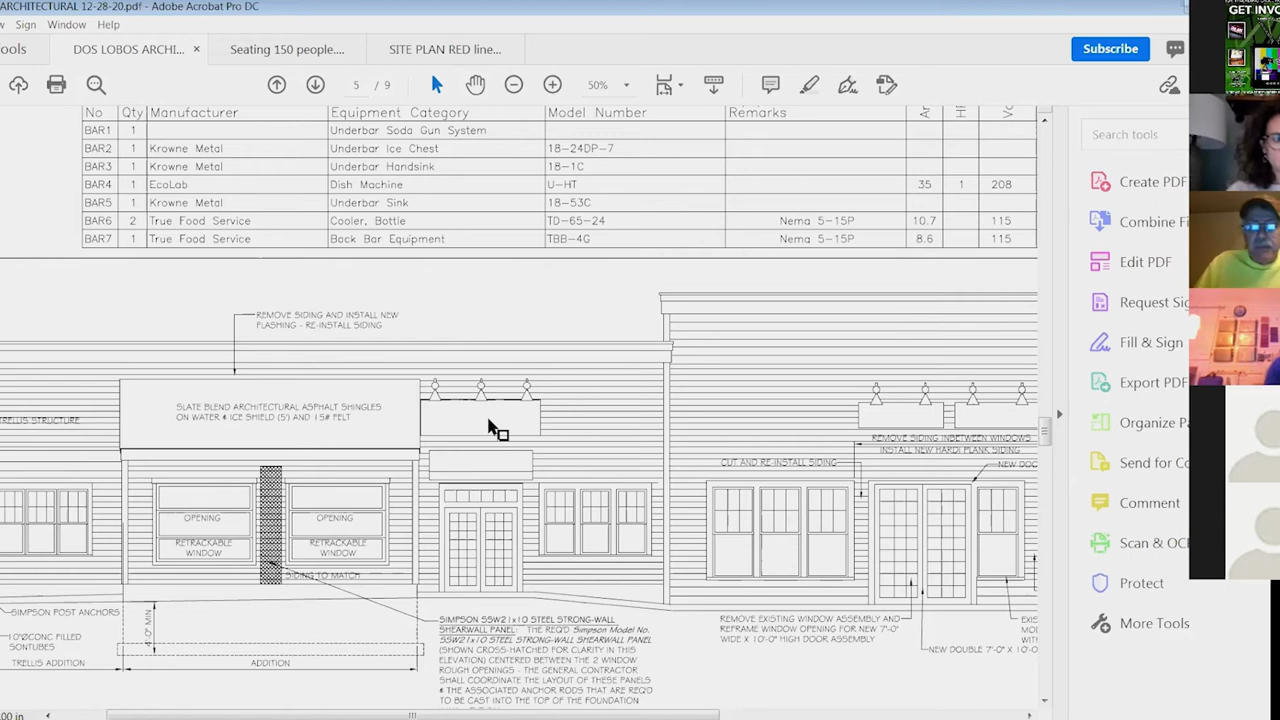 ARCHITECTURAL 12-28-20.pdf - Adobe Acrobat Pro DC
Sign Window Help
DOS LOBOS ARCHI... × Seating 150 people... SITE PLAN RED line...
Subscribe
5 / 9 50%
No Qty Manufacturer Equipment Category Model Number Remarks
BAR1 1 Underbar Soda Gun System
BAR2 1 Krowne Metal Underbar Ice Chest 18-24DP-7
BAR3 1 Krowne Metal Underbar Handsink 18-1C
BAR4 1 EcoLab Dish Machine U-HT 35 1 208
BAR5 1 Krowne Metal Underbar Sink 18-53C
BAR6 2 True Food Service Cooler, Bottle TD-65-24 Nema 5-15P 10.7 115
BAR7 1 True Food Service Back Bar Equipment TBB-4G Nema 5-15P 8.6 115
REMOVE SIDING AND INSTALL NEW
FLASHING - RE-INSTALL SIDING
TRELLIS STRUCTURE
SLATE BLEND ARCHITECTURAL ASPHALT SHINGLES
ON WATER & ICE SHIELD (5') AND 15# FELT
REMOVE SIDING INBETWEEN WINDOWS
INSTALL NEW HARDI PLANK SIDING
CUT AND RE-INSTALL SIDING
NEW DOO
OPENING
RETRACTABLE
WINDOW
OPENING
RETRACTABLE
WINDOW
SIDING TO MATCH
SIMPSON POST ANCHORS
CONC FILLED
SONTUBES
4'-0" MIN
TRELLIS ADDITION
ADDITION
SIMPSON SSW21x10 STEEL STRONG-WALL
SHEARWALL PANEL: THE REQ'D Simpson Model No.
SSW21x10 STEEL STRONG-WALL SHEARWALL PANEL
(SHOWN CROSS-HATCHED FOR CLARITY IN THIS
ELEVATION) CENTERED BETWEEN THE 2 WINDOW
ROUGH OPENINGS - THE GENERAL CONTRACTOR
SHALL COORDINATE THE LAYOUT OF THESE PANELS
& THE ASSOCIATED ANCHOR RODS THAT ARE REQ'D
TO BE CAST INTO THE TOP OF THE FOUNDATION
REMOVE EXISTING WINDOW ASSEMBLY AND
REFRAME WINDOW OPENING FOR NEW 7'-0"
WIDE X 10'-0" HIGH DOOR ASSEMBLY
NEW DOUBLE 7'-0" X 10'-0"
Search tools
Create PDF
Combine Fi
Edit PDF
Request Sig
Fill & Sign
Export PDF
Organize Pa
Send for Co
Comment
Scan & OC
Protect
More Tools
GET INVO